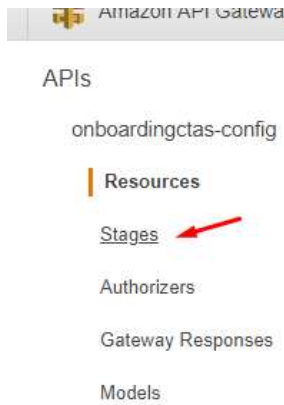 Amazon API Gatewa
APIs
onboardingctas-config
Resources
Stages
Authorizers
Gateway Responses
Models